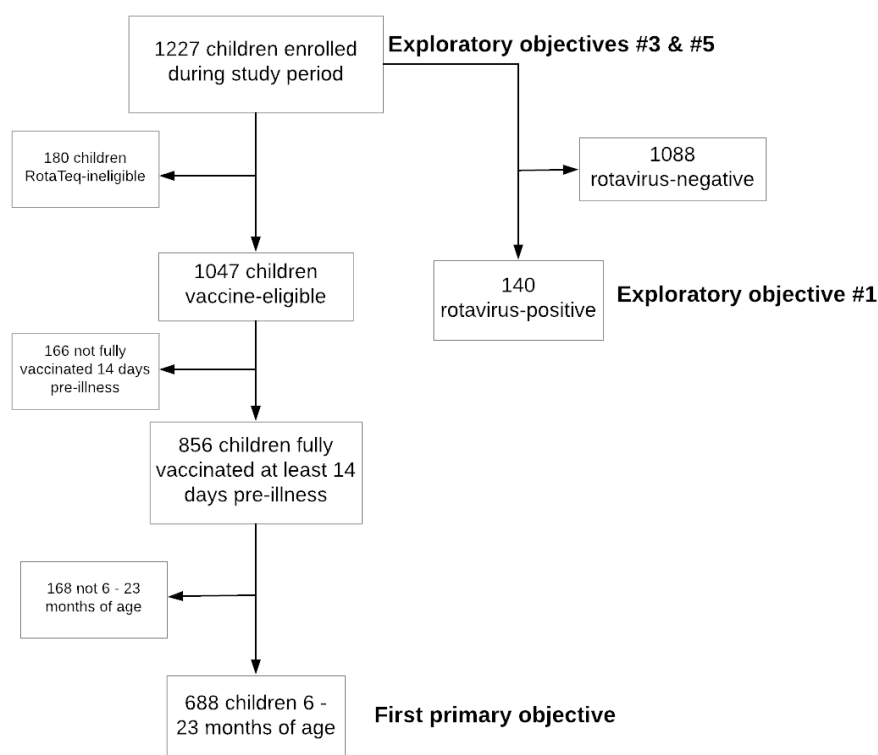 1227 children enrolled
during study period
Exploratory objectives #3 & #5
180 children
RotaTeq-ineligible
1088
rotavirus-negative
1047 children
vaccine-eligible
140
rotavirus-positive
Exploratory objective #1
166 not fully
vaccinated 14 days
pre-illness
856 children fully
vaccinated at least 14
days pre-illness
168 not 6 - 23
months of age
688 children 6 -
23 months of age
First primary objective